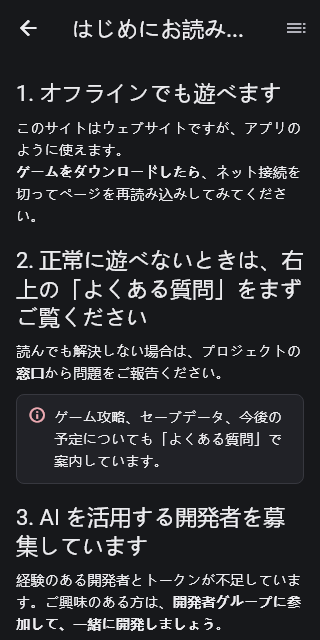 はじめにお読み...
1. オフラインでも遊べます
このサイトはウェブサイトですが、アプリの
ように使えます。
ゲームをダウンロードしたら、ネット接続を
切ってページを再読み込みしてみてくださ
い。
2. 正常に遊べないときは、右
上の「よくある質問」をまず
ご覧ください
読んでも解決しない場合は、プロジェクトの
窓口から問題をご報告ください。
ゲーム攻略、セーブデータ、今後の
予定についても「よくある質問」で
案内しています。
3. AI を活用する開発者を募
集しています
経験のある開発者とトークンが不足していま
す。ご興味のある方は、開発者グループに参
加して、一緒に開発しましょう。